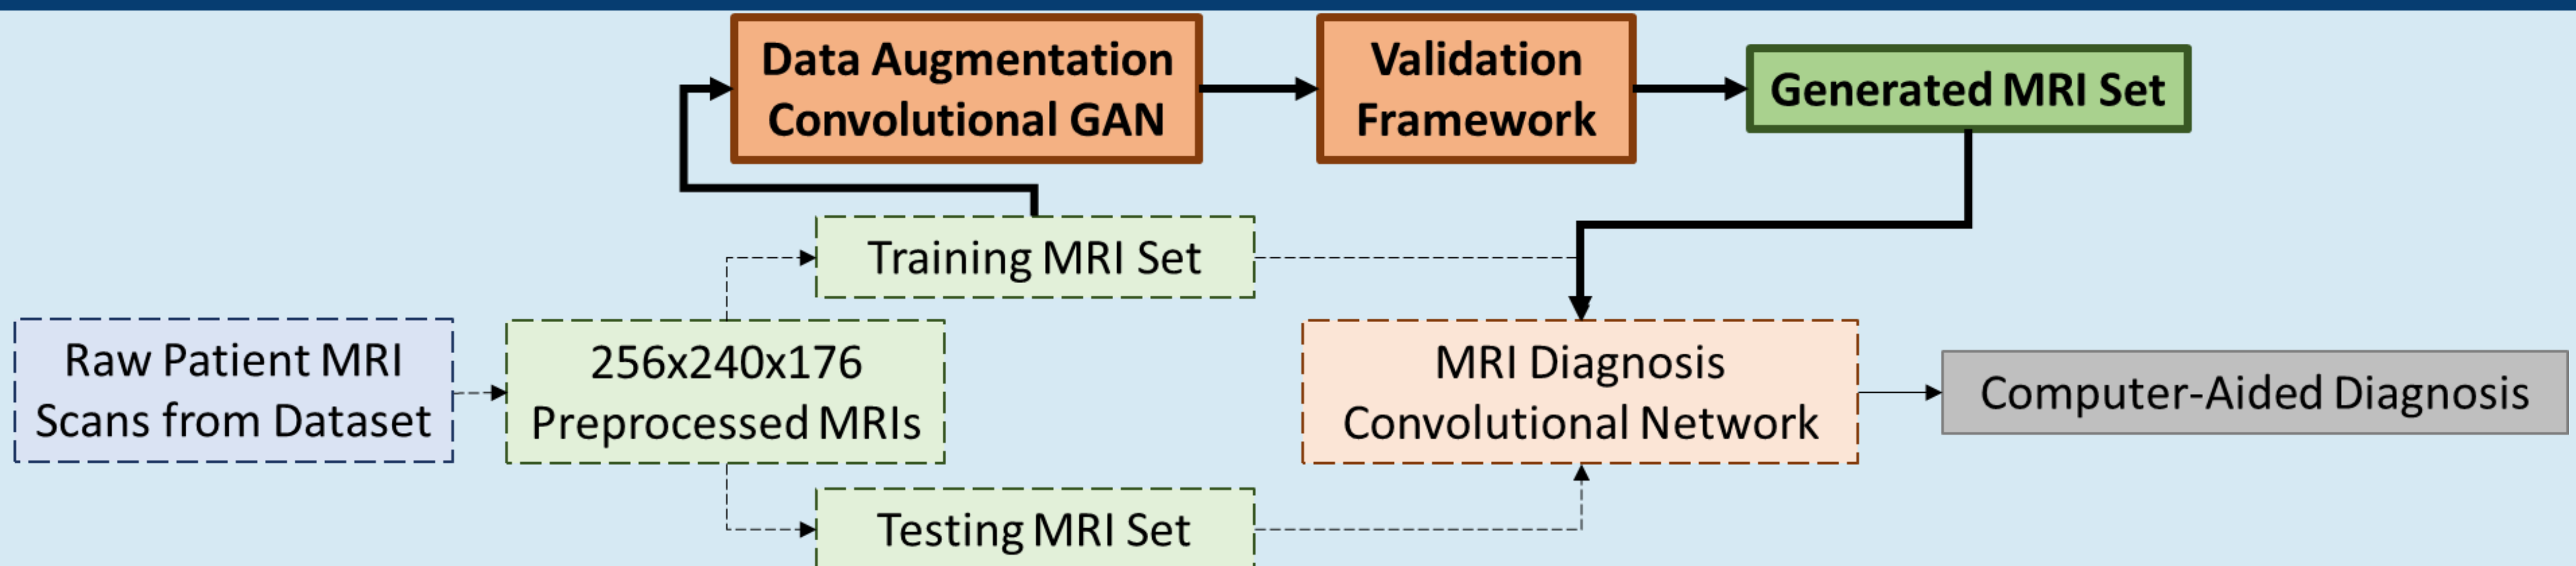 Data Augmentation
Convolutional GAN
Validation
Framework
Generated MRI Set
Training MRI Set
Raw Patient MRI
Scans from Dataset
256x240x176
Preprocessed MRIs
MRI Diagnosis
Convolutional Network
Computer-Aided Diagnosis
Testing MRI Set